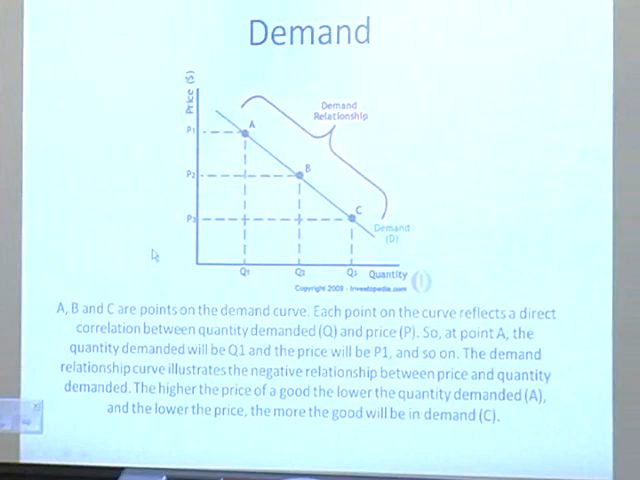 Demand
Price ($)
Demand
Relationship
P1
A
P2
B
P3
C
Demand
(D)
Q1
Q2
Quantity
Copyright 2009 - Investopedia.com
A, B and C are points on the demand curve. Each point on the curve reflects a direct
correlation between quantity demanded (Q) and price (P). So, at point A, the
quantity demanded will be Q1 and the price will be P1, and so on. The demand
relationship curve illustrates the negative relationship between price and quantity
demanded. The higher the price of a good the lower the quantity demanded (A),
and the lower the price, the more the good will be in demand (C).